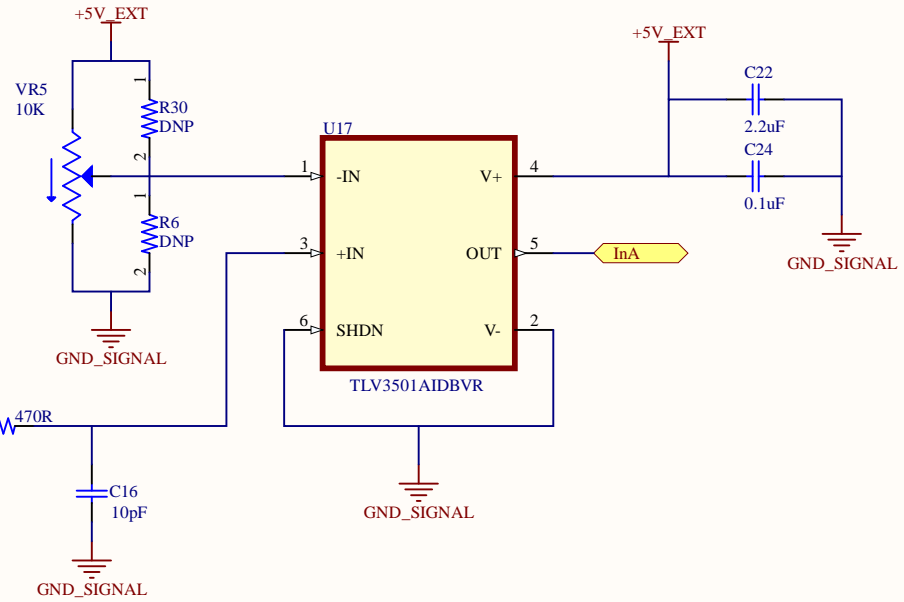 +5V_EXT
+5V_EXT
VR5
10K
1
R30
DNP
2
C22
2.2uF
U17
1
-IN
V+
4
C24
0.1uF
1
R6
DNP
2
3
+IN
OUT
5
InA
GND_SIGNAL
6
SHDN
V-
2
GND_SIGNAL
TLV3501AIDBVR
470R
C16
10pF
GND_SIGNAL
GND_SIGNAL